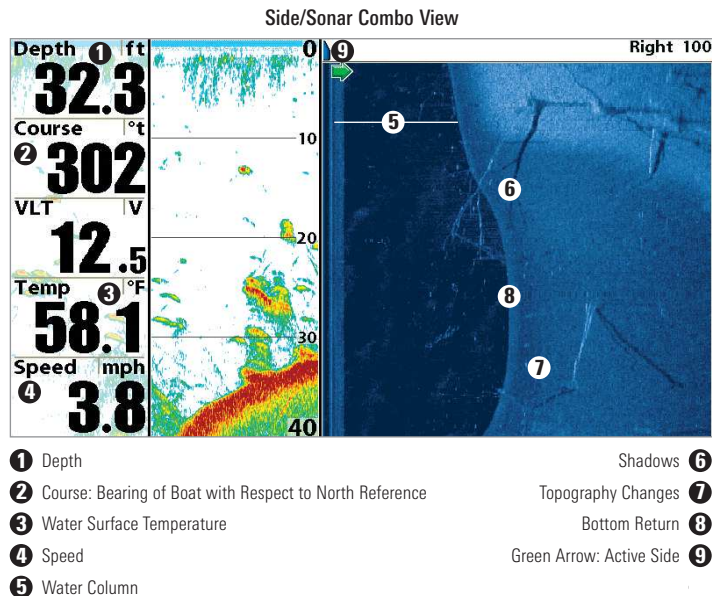 Side/Sonar Combo View
Depth 1 ft
32.3
Course °t
2 302
VLT V
12.5
Temp 3 °F
58.1
Speed mph
4 3.8
0
10
20
30
40
9 Right 100
5
6
8
7
1 Depth
2 Course: Bearing of Boat with Respect to North Reference
3 Water Surface Temperature
4 Speed
5 Water Column
Shadows 6
Topography Changes 7
Bottom Return 8
Green Arrow: Active Side 9